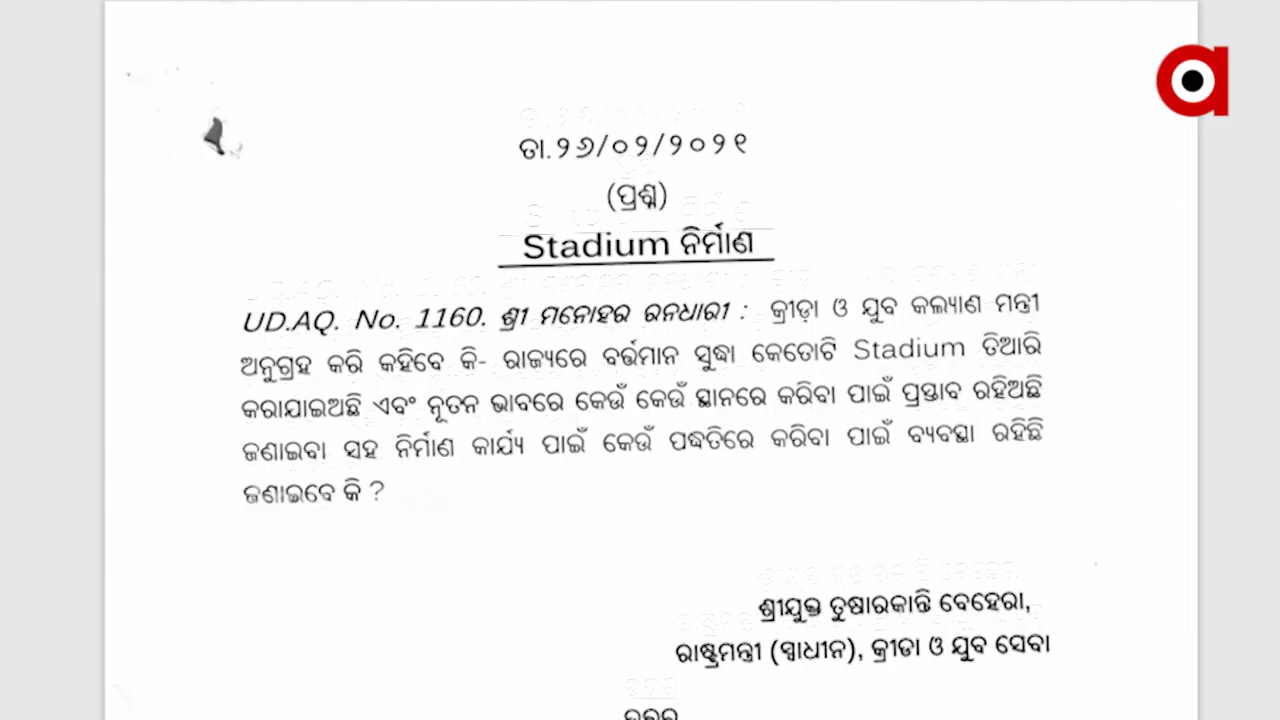 ତା.୨୬/୦୨/୨୦୨୧
(ପ୍ରଶ୍ନ)
Stadium ନିର୍ମାଣ
UD.AQ. No. 1160. ଶ୍ରୀ ମନୋହର ରନଧାରୀ : କ୍ରୀଡ଼ା ଓ ଯୁବ କଲ୍ୟାଣ ମନ୍ତ୍ରୀ
ଅନୁଗ୍ରହ କରି କହିବେ କି- ରାଜ୍ୟରେ ବର୍ତ୍ତମାନ ସୁଦ୍ଧା କେତୋଟି Stadium ତିଆରି
କରାଯାଇଅଛି ଏବଂ ନୂତନ ଭାବରେ କେଉଁ କେଉଁ ସ୍ଥାନରେ କରିବା ପାଇଁ ପ୍ରସ୍ତାବ ରହିଅଛି
ଜଣାଇବା ସହ ନିର୍ମାଣ କାର୍ଯ୍ୟ ପାଇଁ କେଉଁ ପଦ୍ଧତିରେ କରିବା ପାଇଁ ବ୍ୟବସ୍ଥା ରହିଛି
ଜଣାଇବେ କି ?
ଶ୍ରୀଯୁକ୍ତ ତୁଷାରକାନ୍ତି ବେହେରା,
ରାଷ୍ଟ୍ରମନ୍ତ୍ରୀ (ସ୍ୱାଧୀନ), କ୍ରୀଡା ଓ ଯୁବ ସେବା